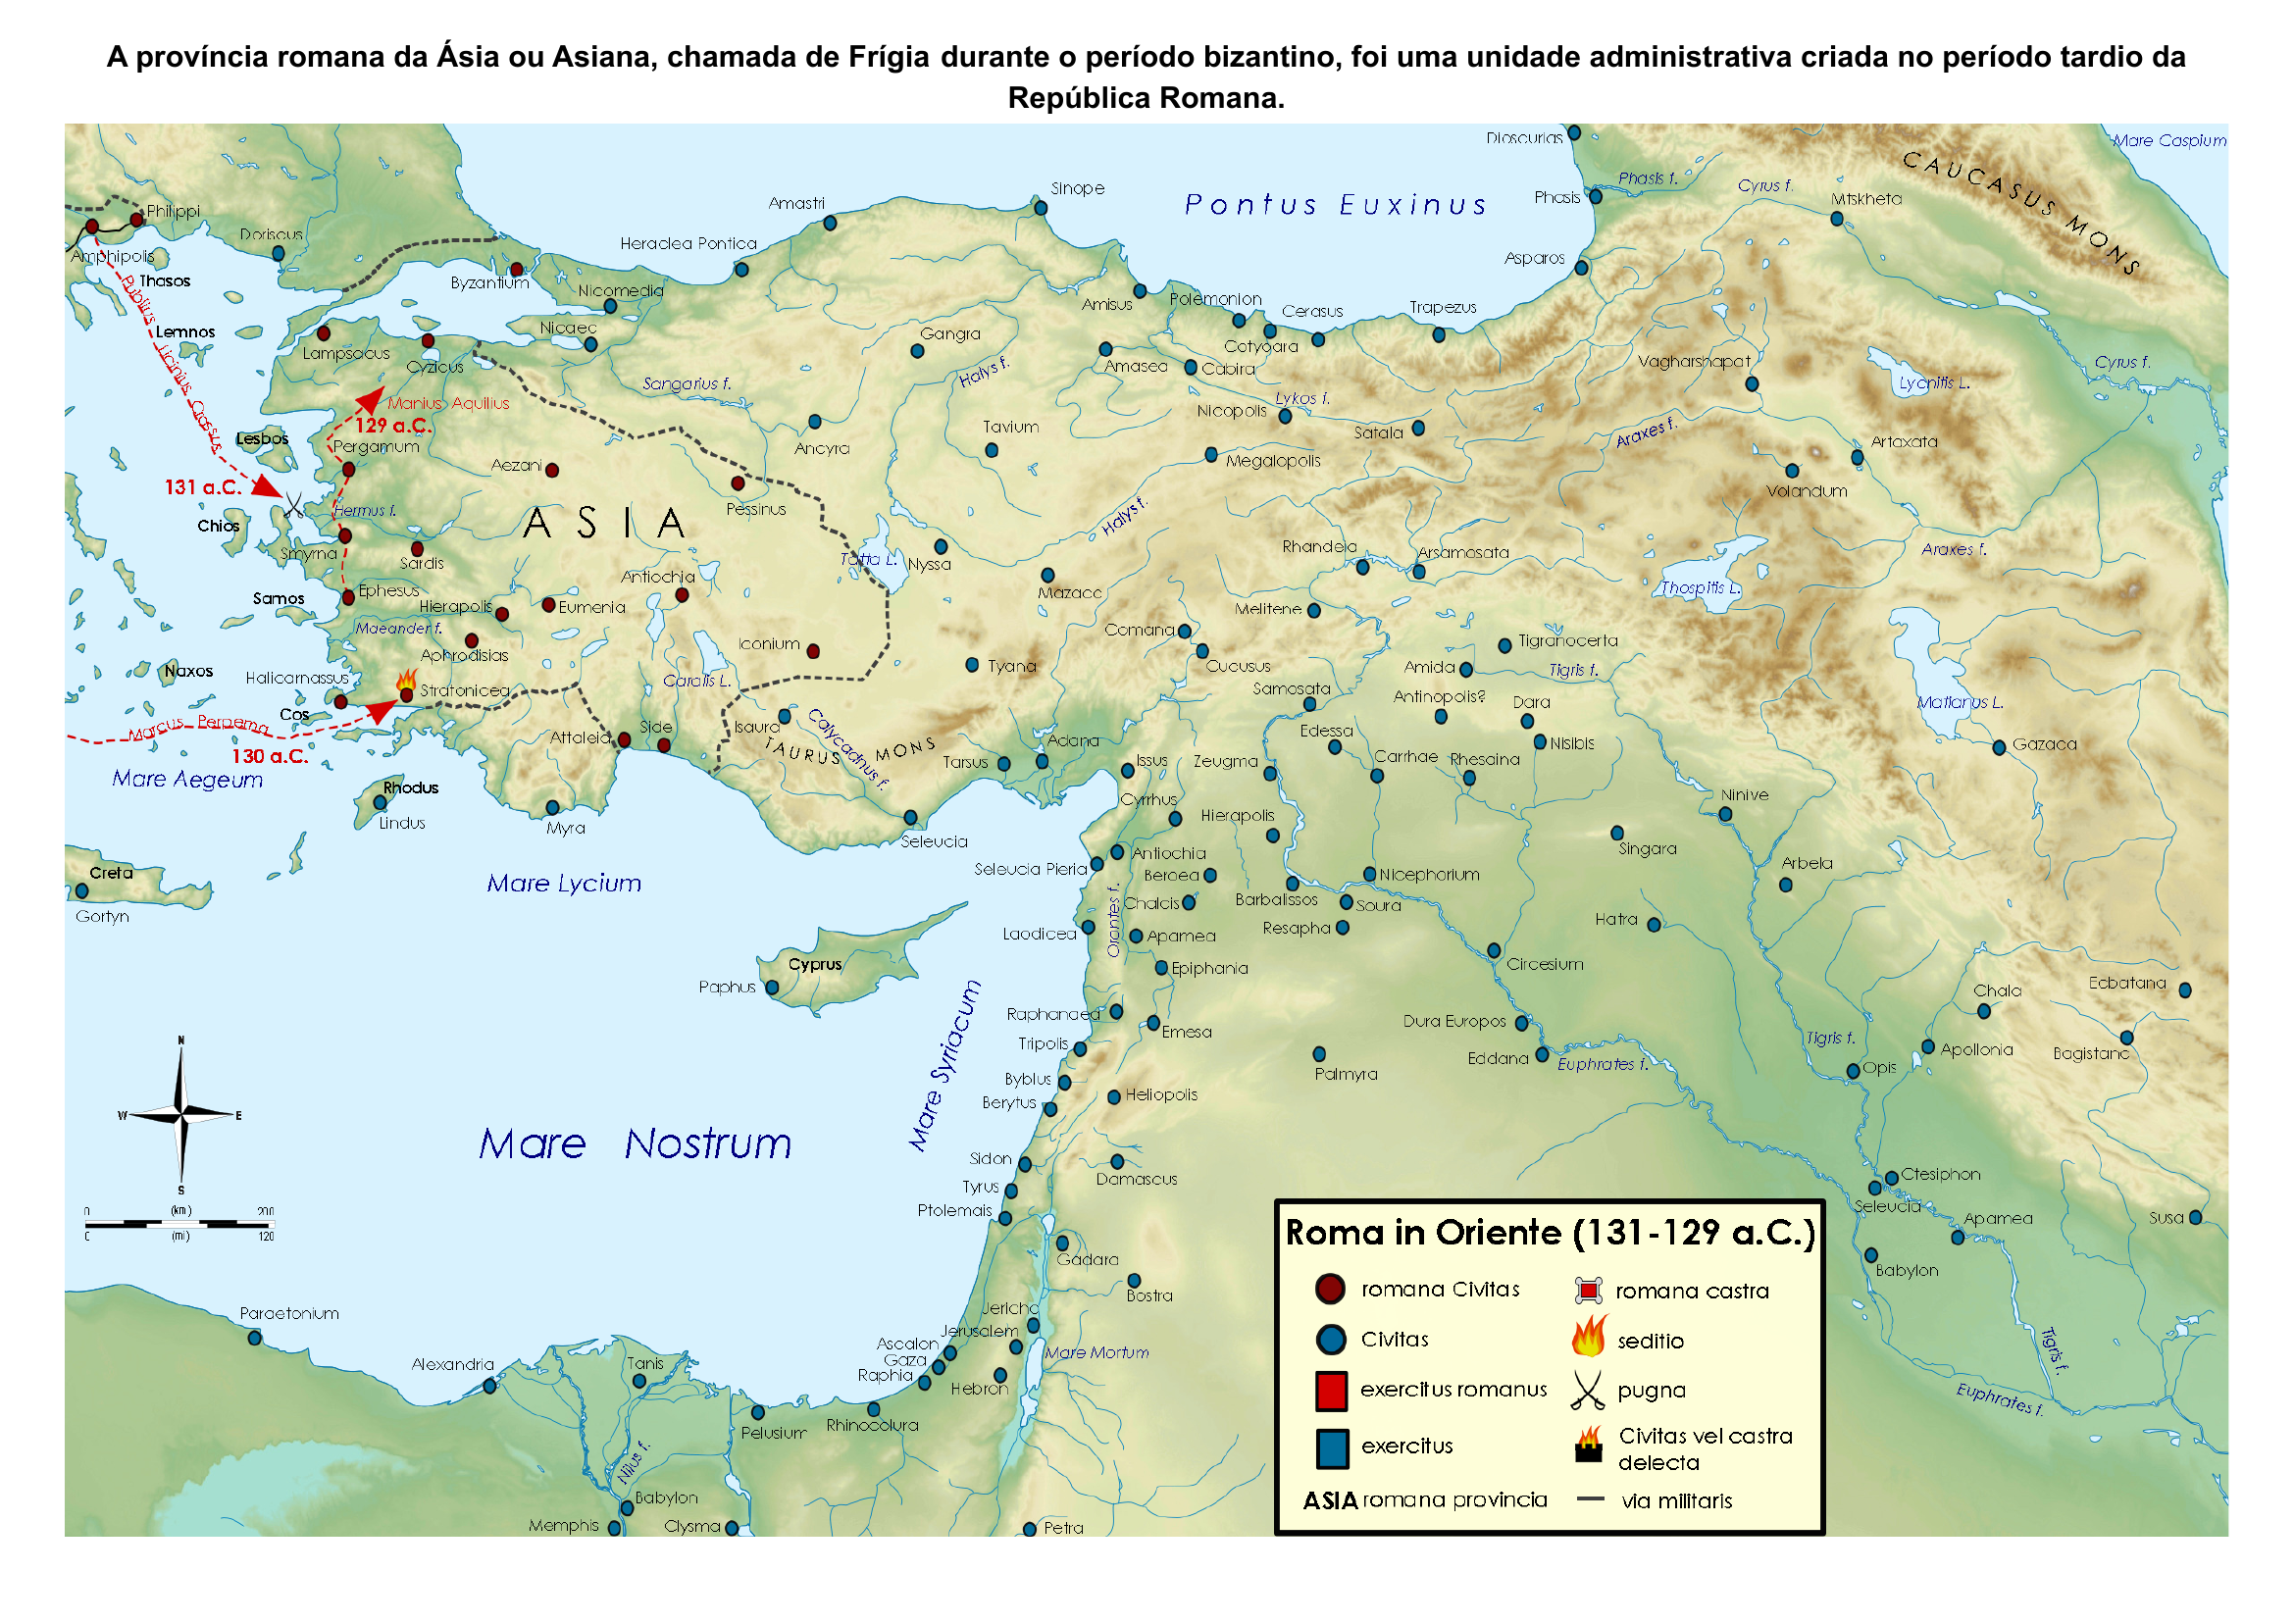 A província romana da Ásia ou Asiana, chamada de Frígia durante o período bizantino, foi uma unidade administrativa criada no período tardio da
República Romana.
Dioscurias
Mare Caspium
CAUCASUS MONS
Phasis f.
Cyrus f.
Mtskheta
Phasis
Sinope
Pontus Euxinus
Amastri
Philippi
Doriscus
Heraclea Pontica
Amphipolis
Asparos
Thasos
Byzantium
Nicomedia
Publius Licinius Crassus
Amisus
Polemonion
Cerasus
Trapezus
Lemnos
Nicaec
Gangra
Cotyora
Lampsacus
Cyzicus
Amasea
Cabira
Vagharshapat
Cyrus f.
Lycnitis L.
Sangarius f.
Halys f.
Manius Aquilius
129 a.C.
Nicopolis
Lykos f.
Lesbos
Pergamum
Ancyra
Tavium
Satala
Araxes f.
Artaxata
Aezani
Megalopolis
Volandum
131 a.C.
Pessinus
Hermus f.
Chios
ASIA
Halys f.
Smyrna
Sardis
Tatta L.
Nyssa
Rhandeia
Arsamosata
Araxes f.
Antiochia
Thospitis L.
Samos
Ephesus
Hierapolis
Eumenia
Mazacc
Melitene
Maeander f.
Comana
Aphrodisias
Iconium
Tigranocerta
Naxos
Tyana
Cucusus
Amida
Tigris f.
Halicarnassus
Stratonicea
Caralis L.
Samosata
Antinopolis?
Dara
Matianus L.
Cos
Marcus Perperna
130 a.C.
Attaleia
Side
Isaura
Calycadnus f.
TAURUS MONS
Adana
Edessa
Nisibis
Gazaca
Tarsus
Issus
Zeugma
Carrhae
Rhesaina
Mare Aegeum
Rhodus
Lindus
Myra
Cyrrhus
Hierapolis
Ninive
Seleucia
Singara
Antiochia
Arbela
Creta
Seleucia Pieria
Beroea
Nicephorium
Mare Lycium
Orontes f.
Chalcis
Barbalissos
Soura
Gortyn
Laodicea
Apamea
Resapha
Hatra
Cyprus
Epiphania
Circesium
Paphus
Ecbatana
Chala
Mare Syriacum
Raphanaea
Emesa
Dura Europos
Tripolis
Tigris f.
Apollonia
Bagistanc
N
Eddana
Euphrates f.
Opis
Palmyra
Byblus
Heliopolis
Berytus
W
E
Mare Nostrum
Sidon
Damascus
Ctesiphon
S
Tyrus
Seleucia
0 (km) 200
Ptolemais
Apamea
Susa
0 (mi) 120
Gadara
Babylon
Bostra
Paraetonium
Jericho
Jerusalem
Ascalon
Gaza
Mare Mortum
Raphia
Hebron
Alexandria
Tanis
Tigris f.
Euphrates f.
Pelusium
Rhinocolura
Nilus f.
Babylon
Memphis
Clysma
Petra
Roma in Oriente (131-129 a.C.)
romana Civitas
romana castra
Civitas
seditio
exercitus romanus
pugna
exercitus
Civitas vel castra
delecta
ASIA romana provincia
via militaris